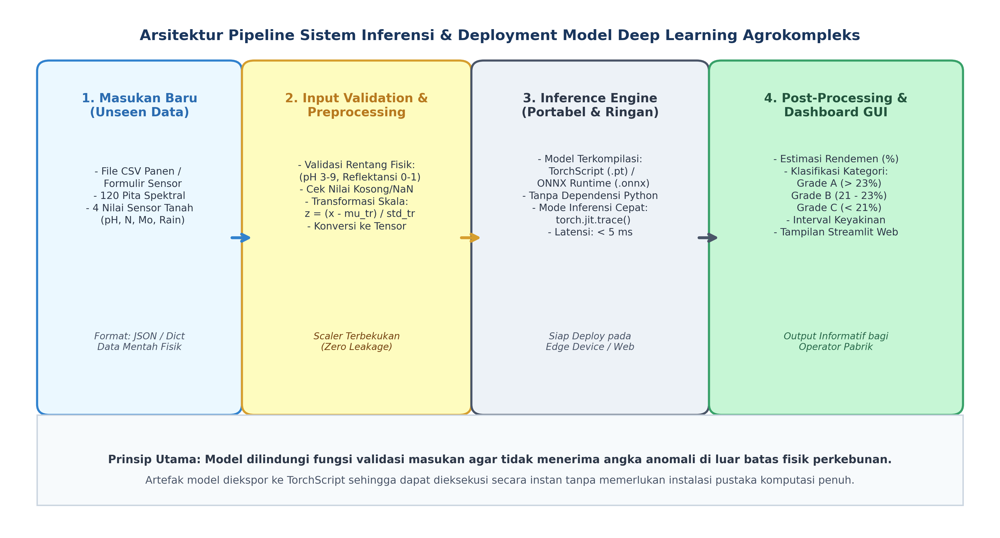 Arsitektur Pipeline Sistem Inferensi & Deployment Model Deep Learning Agrokompleks
1. Masukan Baru
(Unseen Data)
- File CSV Panen /
Formulir Sensor
- 120 Pita Spektral
- 4 Nilai Sensor Tanah
(pH, N, Mo, Rain)
Format: JSON / Dict
Data Mentah Fisik
2. Input Validation &
Preprocessing
- Validasi Rentang Fisik:
(pH 3-9, Reflektansi 0-1)
- Cek Nilai Kosong/NaN
- Transformasi Skala:
z = (x - mu_tr) / std_tr
- Konversi ke Tensor
Scaler Terbekukan
(Zero Leakage)
3. Inference Engine
(Portabel & Ringan)
- Model Terkompilasi:
TorchScript (.pt) /
ONNX Runtime (.onnx)
- Tanpa Dependensi Python
- Mode Inferensi Cepat:
torch.jit.trace()
- Latensi: < 5 ms
Siap Deploy pada
Edge Device / Web
4. Post-Processing &
Dashboard GUI
- Estimasi Rendemen (%)
- Klasifikasi Kategori:
Grade A (> 23%)
Grade B (21 - 23%)
Grade C (< 21%)
- Interval Keyakinan
- Tampilan Streamlit Web
Output Informatif bagi
Operator Pabrik
Prinsip Utama: Model dilindungi fungsi validasi masukan agar tidak menerima angka anomali di luar batas fisik perkebunan.
Artefak model diekspor ke TorchScript sehingga dapat dieksekusi secara instan tanpa memerlukan instalasi pustaka komputasi penuh.